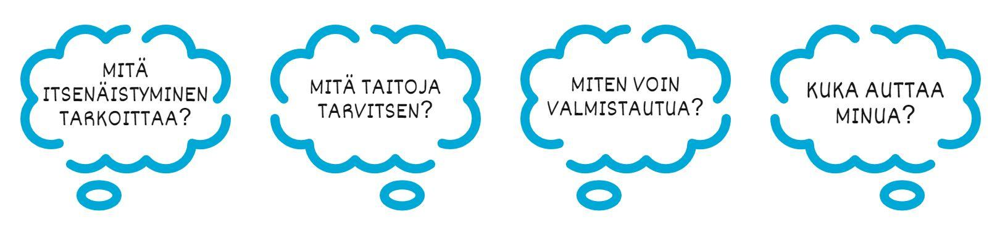 MITÄ
ITSENÄISTYMINEN
TARKOITTAA?
MITÄ TAITOJA
TARVITSEN?
MITEN VOIN
VALMISTAUTUA?
KUKA AUTTAA
MINUA?